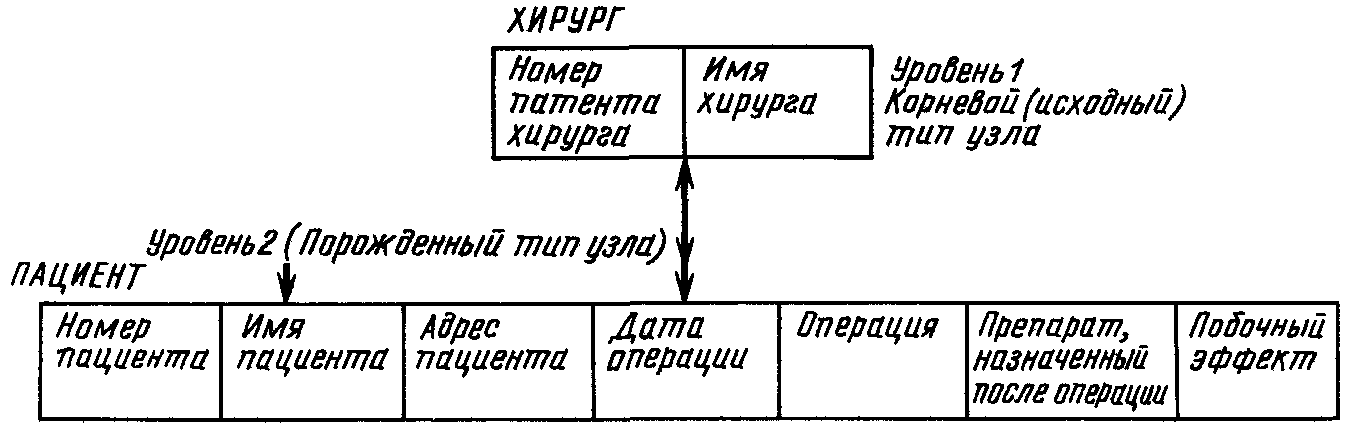 ХИРУРГ
Номер
патента
хирурга
Имя
хирурга
Уровень 1
Корневой (исходный)
тип узла
Уровень 2 (Порожденный тип узла)
ПАЦИЕНТ
Номер
пациента
Имя
пациента
Адрес
пациента
Дата
операции
Операция
Препарат,
назначенный
после операции
Побочный
эффект